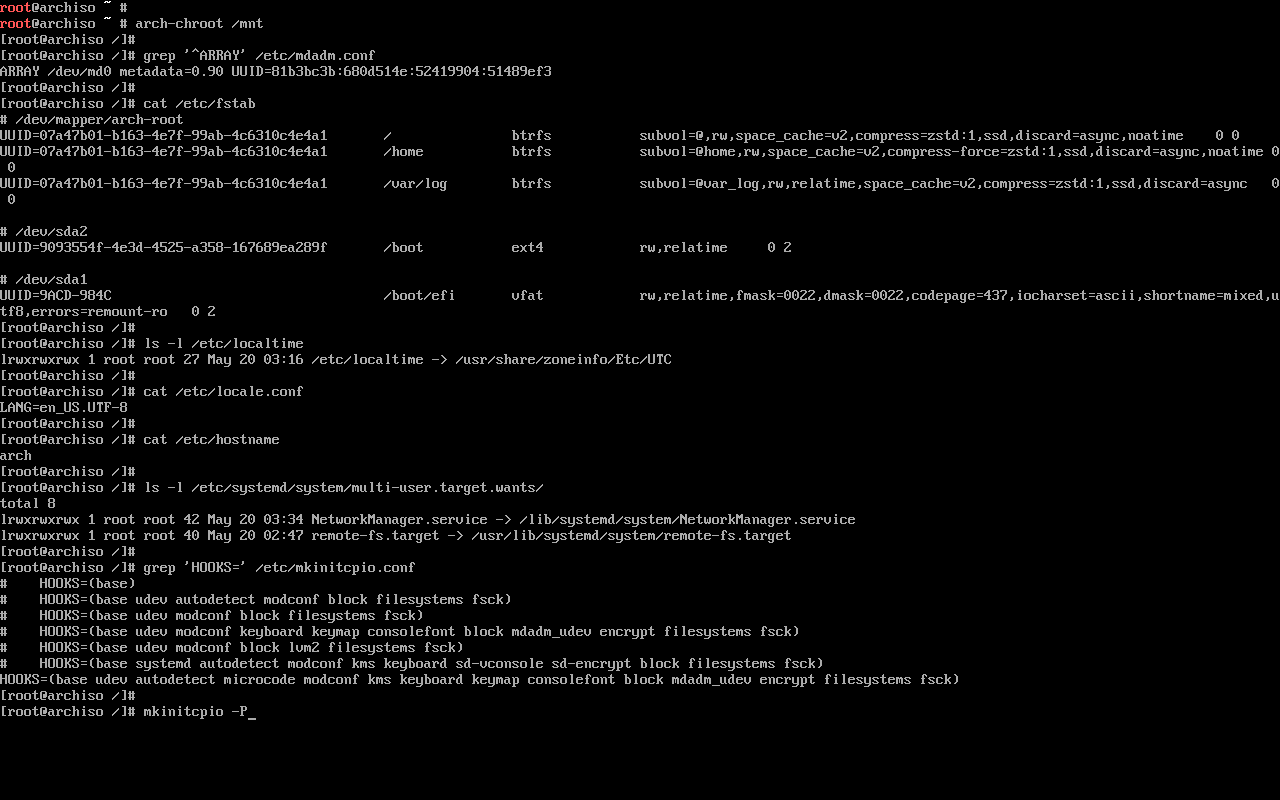 root@archiso ~ #
root@archiso ~ # arch-chroot /mnt
[root@archiso /]#
[root@archiso /]# grep '^ARRAY' /etc/mdadm.conf
ARRAY /dev/md0 metadata=0.90 UUID=81b3bc3b:680d514e:52419904:51489ef3
[root@archiso /]#
[root@archiso /]# cat /etc/fstab
# /dev/mapper/arch-root
UUID=07a47b01-b163-4e7f-99ab-4c6310c4e4a1       /               btrfs           subvol=@,rw,space_cache=v2,compress=zstd:1,ssd,discard=async,noatime    0 0
UUID=07a47b01-b163-4e7f-99ab-4c6310c4e4a1       /home           btrfs           subvol=@home,rw,space_cache=v2,compress-force=zstd:1,ssd,discard=async,noatime 0
 0
UUID=07a47b01-b163-4e7f-99ab-4c6310c4e4a1       /var/log        btrfs           subvol=@var_log,rw,relatime,space_cache=v2,compress=zstd:1,ssd,discard=async   0
 0
# /dev/sda2
UUID=9093554f-4e3d-4525-a358-167689ea289f       /boot           ext4            rw,relatime     0 2
# /dev/sda1
UUID=9ACD-984C                                  /boot/efi       vfat            rw,relatime,fmask=0022,dmask=0022,codepage=437,iocharset=ascii,shortname=mixed,u
tf8,errors=remount-ro   0 2
[root@archiso /]#
[root@archiso /]# ls -l /etc/localtime
lrwxrwxrwx 1 root root 27 May 20 03:16 /etc/localtime -> /usr/share/zoneinfo/Etc/UTC
[root@archiso /]#
[root@archiso /]# cat /etc/locale.conf
LANG=en_US.UTF-8
[root@archiso /]#
[root@archiso /]# cat /etc/hostname
arch
[root@archiso /]#
[root@archiso /]# ls -l /etc/systemd/system/multi-user.target.wants/
total 8
lrwxrwxrwx 1 root root 42 May 20 03:34 NetworkManager.service -> /lib/systemd/system/NetworkManager.service
lrwxrwxrwx 1 root root 40 May 20 02:47 remote-fs.target -> /usr/lib/systemd/system/remote-fs.target
[root@archiso /]#
[root@archiso /]# grep 'HOOKS=' /etc/mkinitcpio.conf
#    HOOKS=(base)
#    HOOKS=(base udev autodetect modconf block filesystems fsck)
#    HOOKS=(base udev modconf block filesystems fsck)
#    HOOKS=(base udev modconf keyboard keymap consolefont block mdadm_udev encrypt filesystems fsck)
#    HOOKS=(base udev modconf block lvm2 filesystems fsck)
#    HOOKS=(base systemd autodetect modconf kms keyboard sd-vconsole sd-encrypt block filesystems fsck)
HOOKS=(base udev autodetect microcode modconf kms keyboard keymap consolefont block mdadm_udev encrypt filesystems fsck)
[root@archiso /]#
[root@archiso /]# mkinitcpio -P_